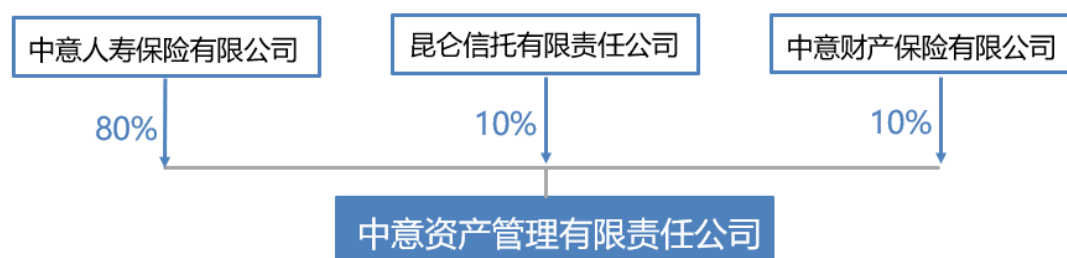 中意人寿保险有限公司
昆仑信托有限责任公司
中意财产保险有限公司
80%
10%
10%
中意资产管理有限责任公司